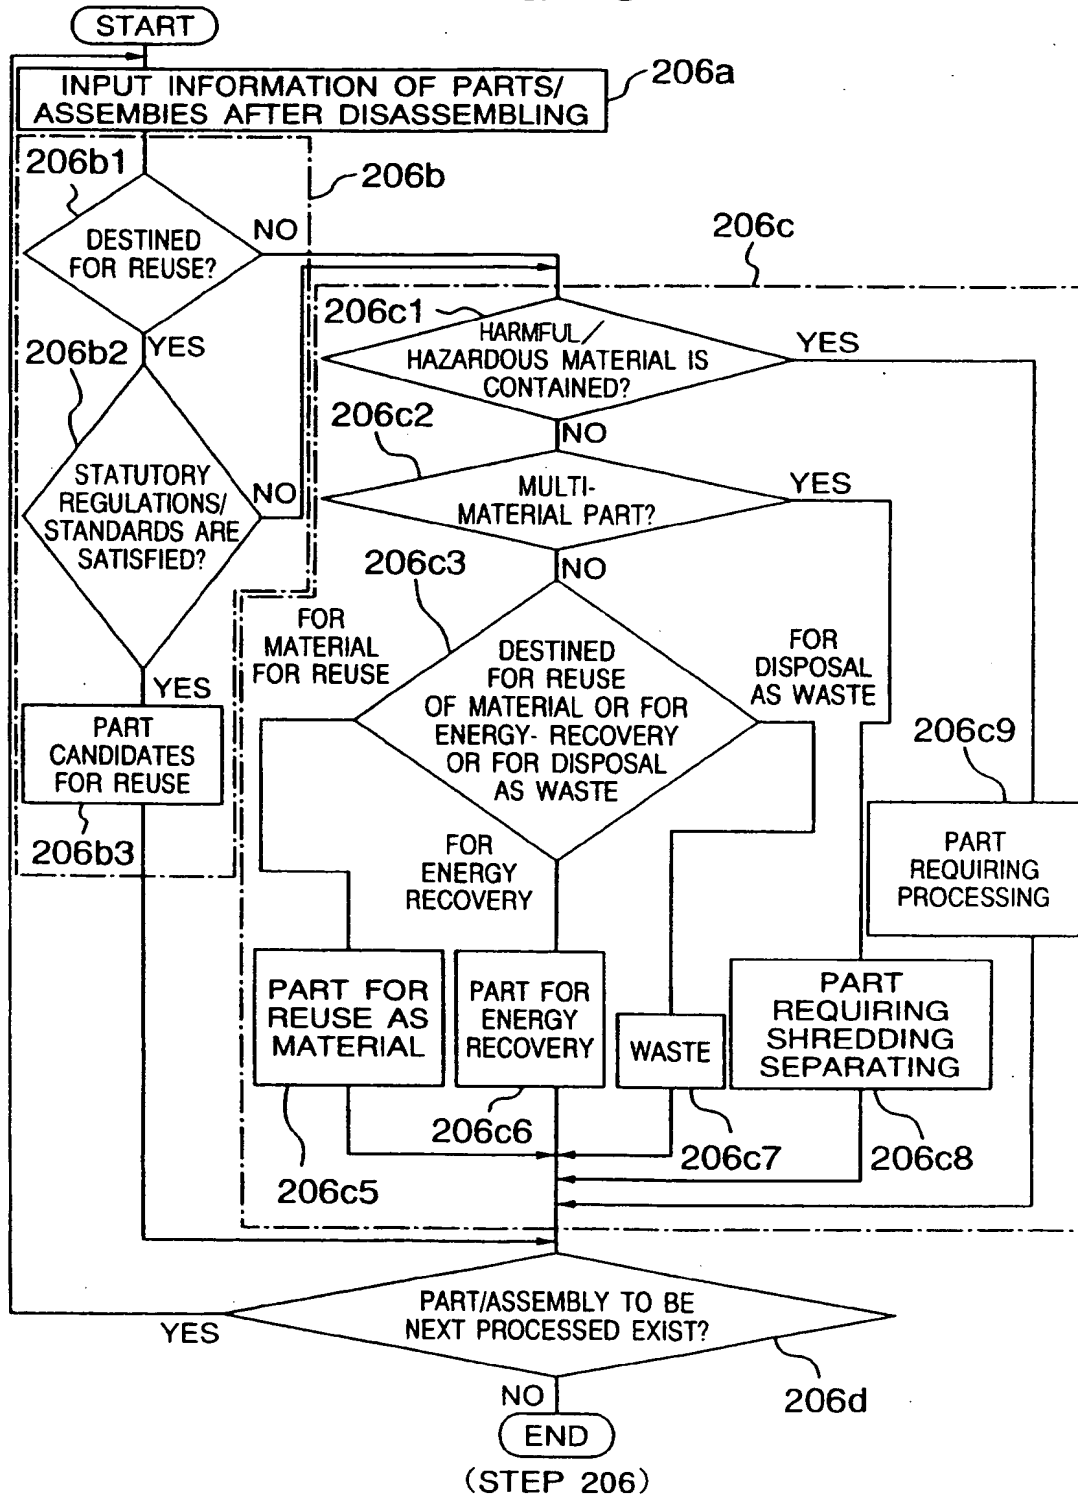 START
INPUT INFORMATION OF PARTS/
ASSEMBIES AFTER DISASSEMBLING
206a
206b1
206b
DESTINED
FOR REUSE?
NO
YES
206b2
STATUTORY
REGULATIONS/
STANDARDS ARE
SATISFIED?
NO
YES
PART
CANDIDATES
FOR REUSE
206b3
206c
206c1
HARMFUL/
HAZARDOUS MATERIAL IS
CONTAINED?
YES
NO
206c2
MULTI-
MATERIAL PART?
YES
NO
206c3
FOR
MATERIAL
FOR REUSE
DESTINED
FOR REUSE
OF MATERIAL OR FOR
ENERGY- RECOVERY
OR FOR DISPOSAL
AS WASTE
FOR
DISPOSAL
AS WASTE
FOR
ENERGY
RECOVERY
206c9
PART
REQUIRING
PROCESSING
PART FOR
REUSE AS
MATERIAL
PART FOR
ENERGY
RECOVERY
WASTE
PART
REQUIRING
SHREDDING
SEPARATING
206c5
206c6
206c7
206c8
PART/ASSEMBLY TO BE
NEXT PROCESSED EXIST?
YES
206d
NO
END
(STEP 206)